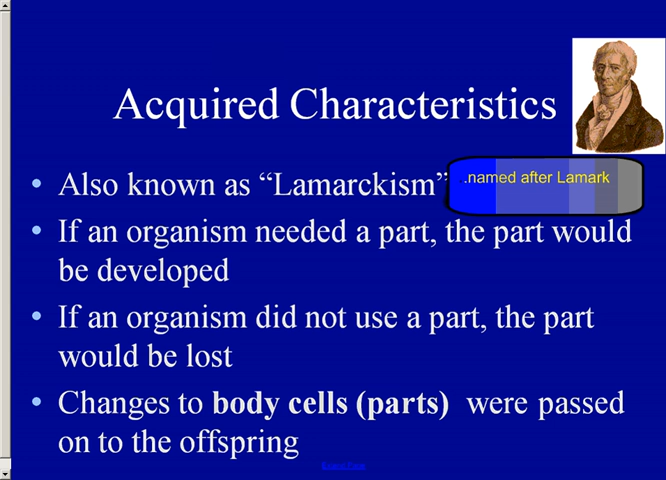 Acquired Characteristics
• Also known as “Lamarckism”
..named after Lamark
• If an organism needed a part, the part would
be developed
• If an organism did not use a part, the part
would be lost
• Changes to body cells (parts) were passed
on to the offspring